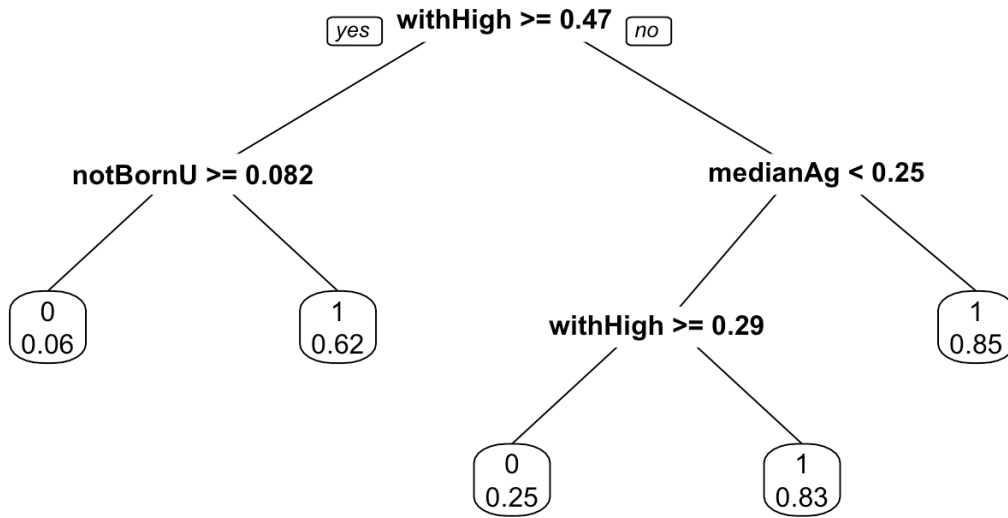 yes withHigh >= 0.47 no
notBornU >= 0.082
medianAg < 0.25
0
0.06
1
0.62
withHigh >= 0.29
1
0.85
0
0.25
1
0.83